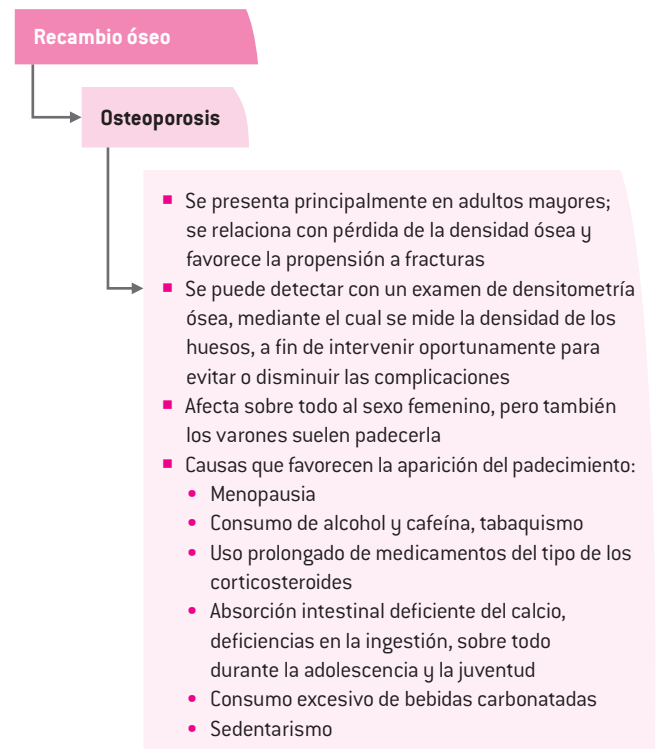 Recambio óseo
Osteoporosis
■ Se presenta principalmente en adultos mayores;
se relaciona con pérdida de la densidad ósea y
favorece la propensión a fracturas
■ Se puede detectar con un examen de densitometría
ósea, mediante el cual se mide la densidad de los
huesos, a fin de intervenir oportunamente para
evitar o disminuir las complicaciones
■ Afecta sobre todo al sexo femenino, pero también
los varones suelen padecerla
■ Causas que favorecen la aparición del padecimiento:
• Menopausia
• Consumo de alcohol y cafeína, tabaquismo
• Uso prolongado de medicamentos del tipo de los
corticosteroides
• Absorción intestinal deficiente del calcio,
deficiencias en la ingestión, sobre todo
durante la adolescencia y la juventud
• Consumo excesivo de bebidas carbonatadas
• Sedentarismo